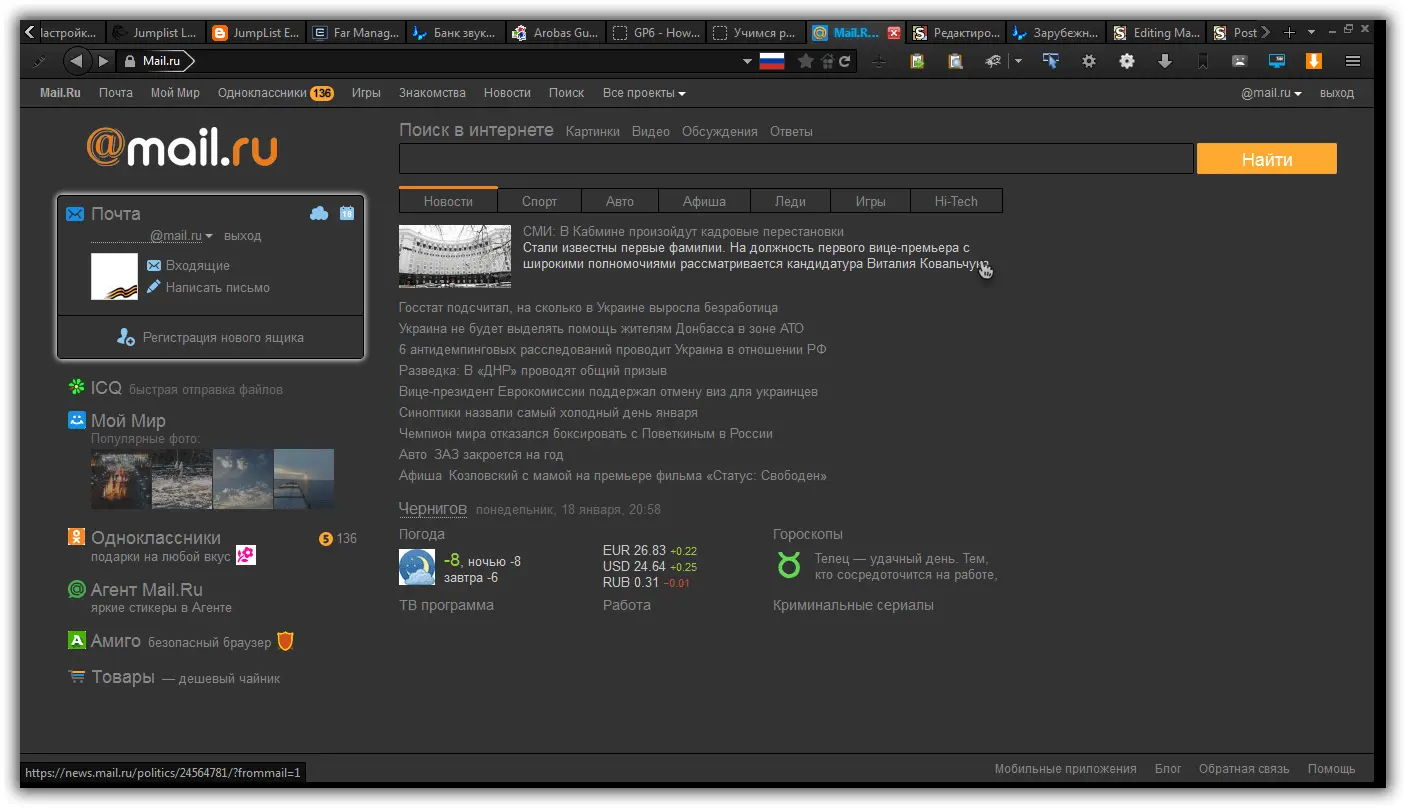 астройк...
Jumplist L...
JumpList E...
Far Manag...
Банк звук...
Arobas Gu...
GP6 - How...
Учимся р...
Mail.R...
Редактиро...
Зарубежн...
Editing Ma...
Post
Mail.ru
Mail.Ru Почта Мой Мир Одноклассники 136 Игры Знакомства Новости Поиск Все проекты
@mail.ru выход
@mail.ru
Поиск в интернете Картинки Видео Обсуждения Ответы
Найти
Почта
18
@mail.ru выход
Входящие
Написать письмо
Регистрация нового ящика
ICQ быстрая отправка файлов
Мой Мир
Популярные фото:
Одноклассники 5 136
подарки на любой вкус
Агент Mail.Ru
яркие стикеры в Агенте
Амиго безопасный браузер
Товары — дешевый чайник
Новости Спорт Авто Афиша Леди Игры Hi-Tech
СМИ: В Кабмине произойдут кадровые перестановки
Стали известны первые фамилии. На должность первого вице-премьера с
широкими полномочиями рассматривается кандидатура Виталия
Госстат подсчитал, на сколько в Украине выросла безработица
Украина не будет выделять помощь жителям Донбасса в зоне АТО
6 антидемпинговых расследований проводит Украина в отношении РФ
Разведка: В «ДНР» проводят общий призыв
Вице-президент Еврокомиссии поддержал отмену виз для украинцев
Синоптики назвали самый холодный день января
Чемпион мира отказался боксировать с Поветкиным в России
Авто ЗАЗ закроется на год
Афиша Козловский с мамой на премьере фильма «Статус: Свободен»
Чернигов понедельник, 18 января, 20:58
Погода
-8, ночью -8
завтра -6
EUR 26.83 +0.22
USD 24.64 +0.25
RUB 0.31 −0.01
Гороскопы
Телец — удачный день. Тем,
кто сосредоточится на работе,
ТВ программа
Работа
Криминальные сериалы
https://news.mail.ru/politics/24564781/?frommail=1
Мобильные приложения Блог Обратная связь Помощь